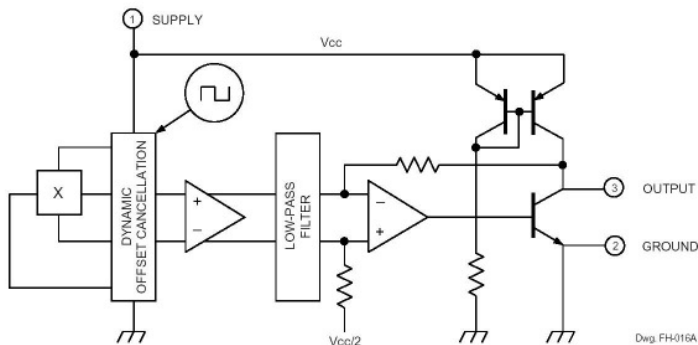 1 SUPPLY
Vcc
X
DYNAMIC
OFFSET CANCELLATION
+
–
LOW-PASS
FILTER
–
+
Vcc/2
3 OUTPUT
2 GROUND
Dwg. FH-016A